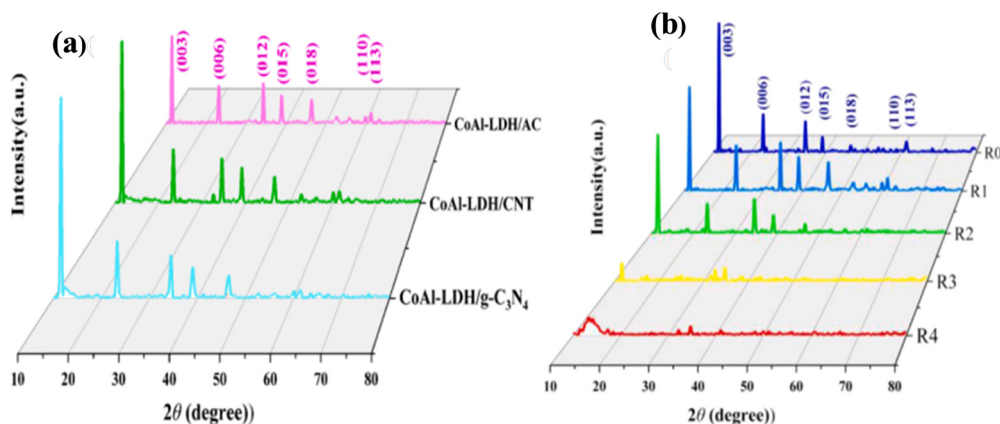 (a)
(003)
(006)
(012)
(015)
(018)
(110)
(113)
Intensity(a.u.)
CoAl-LDH/AC
CoAl-LDH/CNT
CoAl-LDH/g-C₃N₄
10 20 30 40 50 60 70 80
2θ (degree))
(b)
(003)
(006)
(012)
(015)
(018)
(110)
(113)
Intensity(a.u.)
R0
R1
R2
R3
R4
10 20 30 40 50 60 70 80
2θ (degree))